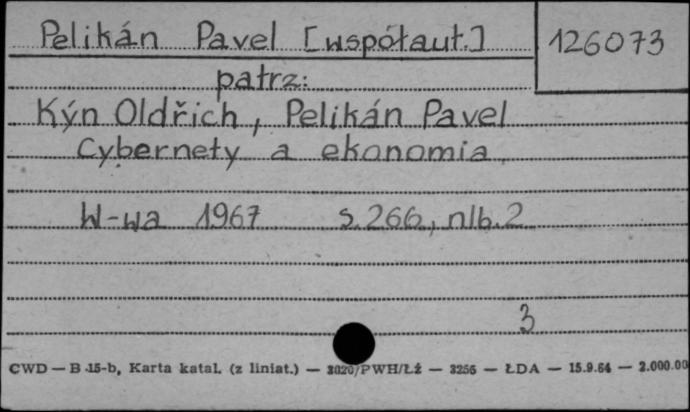 Pelikán Pavel [współaut.] 126073
patrz:
Kýn Oldřich, Pelikán Pavel
Cybernety a ekonomia
W-wa 1967 s. 266, nlb. 2
3
CWD — B-15-b, Karta katal. (z liniat.) — 3020/PWH/Łź — 3256 — ŁDA — 15.9.64 — 2.000.00